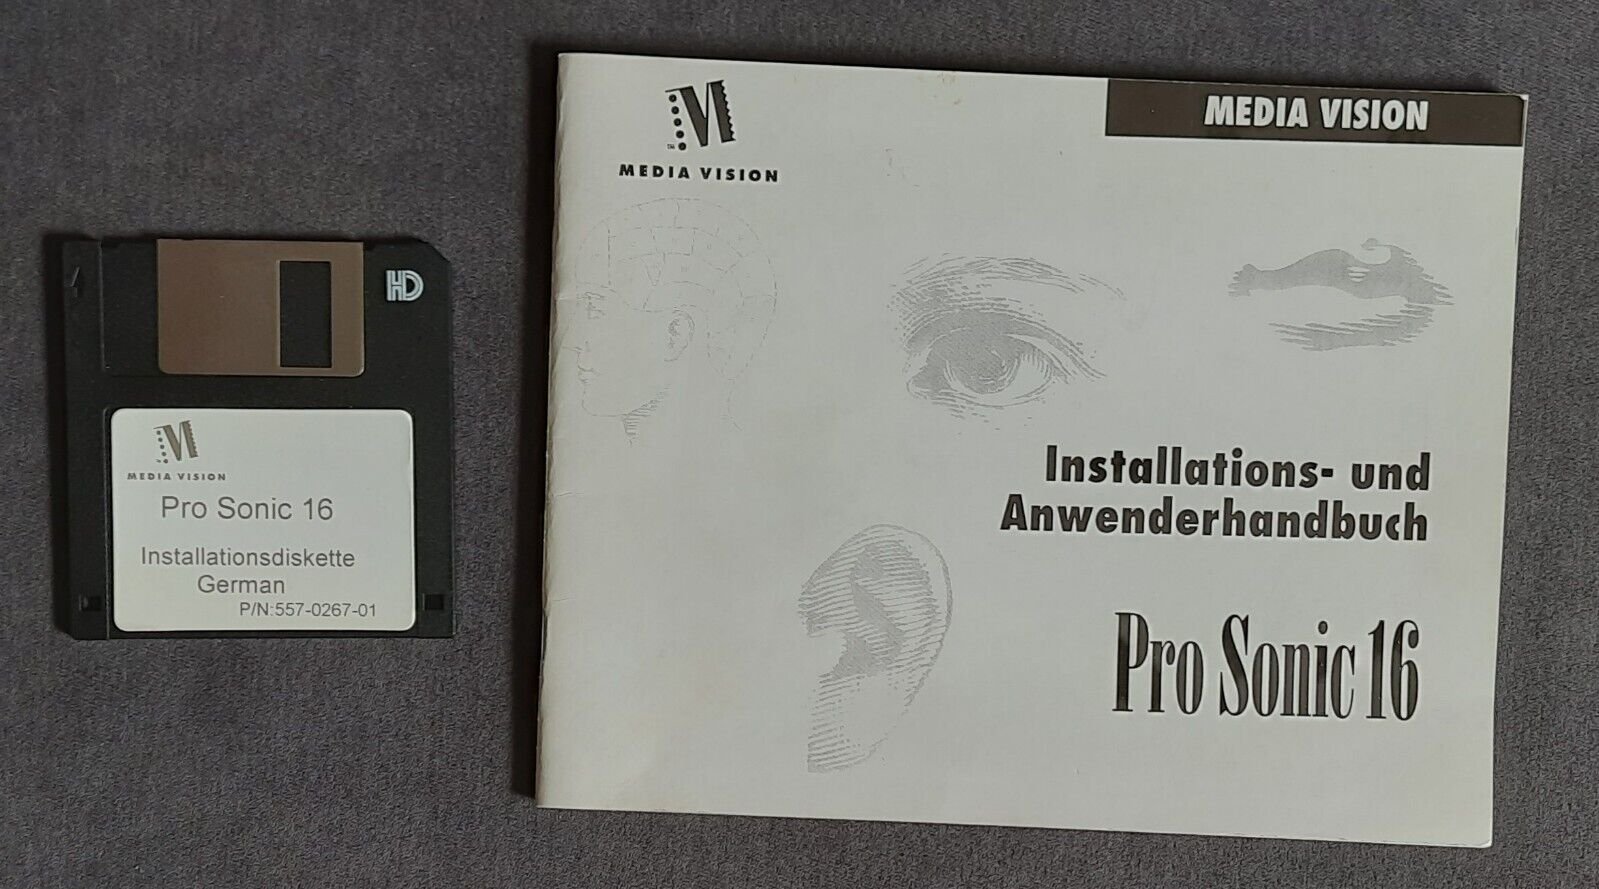 HD
MEDIA VISION
Pro Sonic 16
Installationsdiskette
German
P/N:557-0267-01
TM
MEDIA VISION
MEDIA VISION
Installations- und
Anwenderhandbuch
Pro Sonic 16